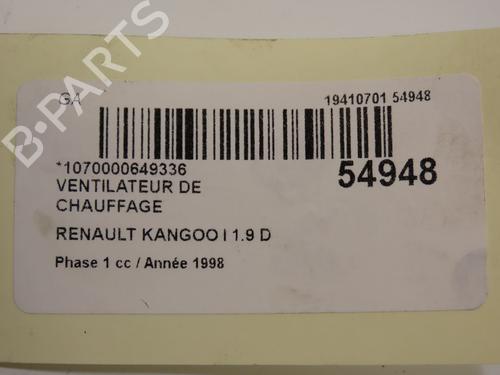 B-PARTS
GA
19410701 54948
*1070000649336
54948
VENTILATEUR DE
CHAUFFAGE
RENAULT KANGOO I 1.9 D
Phase 1 cc / Année 1998